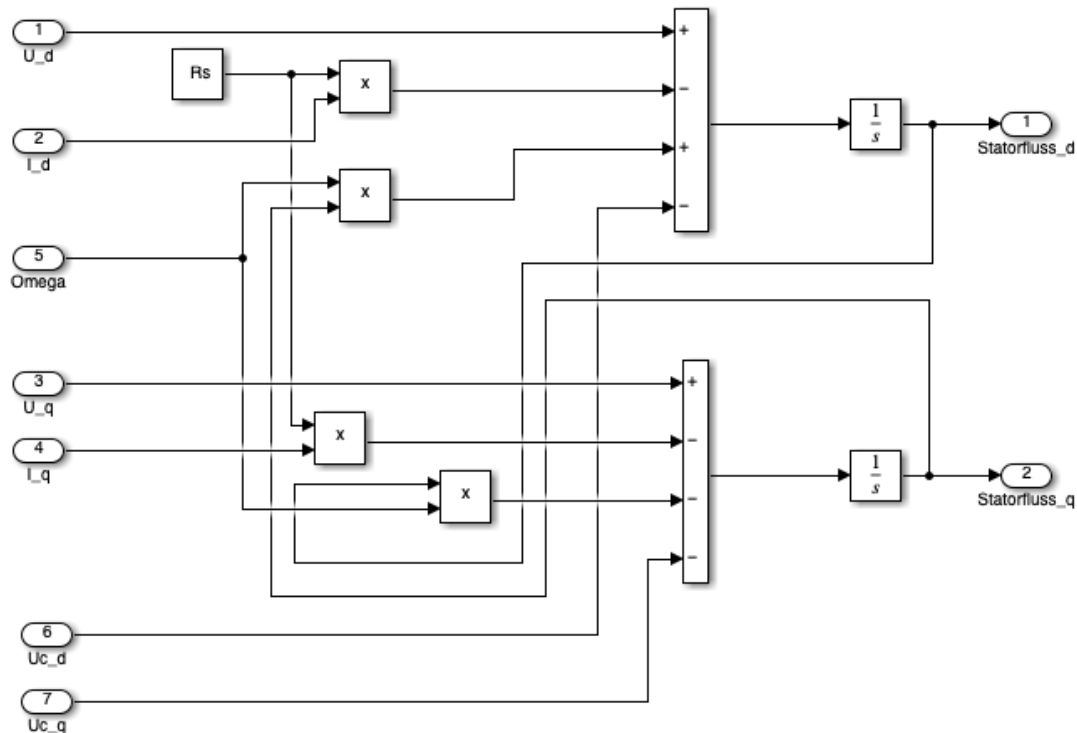 1
U_d
Rs
x
2
I_d
x
5
Omega
+
−
+
−
1
s
1
Statorfluss_d
3
U_q
4
I_q
x
x
+
−
−
−
1
s
2
Statorfluss_q
6
Uc_d
7
Uc_q